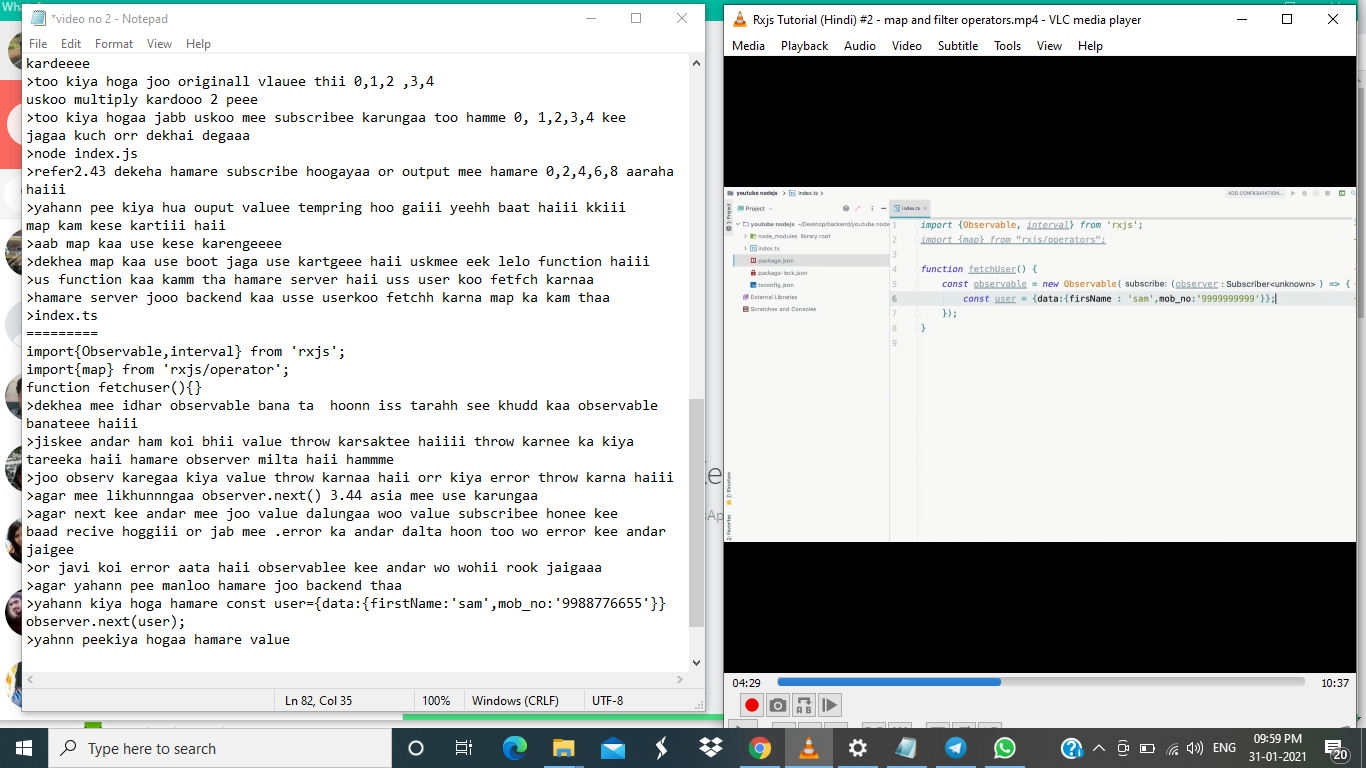 What
*video no 2 - Notepad
File Edit Format View Help
kardeeee
>too kiya hoga joo originall vlauee thii 0,1,2 ,3,4
uskoo multiply kardooo 2 peee
>too kiya hogaa jabb uskoo mee subscribee karungaa too hamme 0, 1,2,3,4 kee
jagaa kuch orr dekhai degaaa
>node index.js
>refer2.43 dekeha hamare subscribe hoogayaa or output mee hamare 0,2,4,6,8 aaraha
haiii
>yahann pee kiya hua ouput valuee tempring hoo gaiii yeehh baat haiii kkiii
map kam kese kartiii haii
>aab map kaa use kese karengeeee
>dekhea map kaa use boot jaga use kartgeee haii uskmee eek lelo function haiii
>us function kaa kamm tha hamare server haii uss user koo fetfch karnaa
>hamare server jooo backend kaa usse userkoo fetchh karna map ka kam thaa
>index.ts
=========
import{Observable,interval} from 'rxjs';
import{map} from 'rxjs/operator';
function fetchuser(){}
>dekhea mee idhar observable bana ta  hoonn iss tarahh see khudd kaa observable
banateee haiii
>jiskee andar ham koi bhii value throw karsaktee haiiii throw karnee ka kiya
tareeka haii hamare observer milta haii hammme
>joo observ karegaa kiya value throw karnaa haii orr kiya error throw karna haiii
>agar mee likhunnngaa observer.next() 3.44 asia mee use karungaa
>agar next kee andar mee joo value dalungaa woo value subscribee honee kee
baad recive hoggiii or jab mee .error ka andar dalta hoon too wo error kee andar
jaigee
>or javi koi error aata haii observablee kee andar wo wohii rook jaigaaa
>agar yahann pee manloo hamare joo backend thaa
>yahann kiya hoga hamare const user={data:{firstName:'sam',mob_no:'9988776655'}}
observer.next(user);
>yahnn peekiya hogaa hamare value
Ln 82, Col 35 100% Windows (CRLF) UTF-8
Rxjs Tutorial (Hindi) #2 - map and filter operators.mp4 - VLC media player
Media Playback Audio Video Subtitle Tools View Help
youtube nodejs index.ts
ADD CONFIGURATION...
Project
index.ts
youtube nodejs ~/Desktop/backend/youtube node
node_modules library root
index.ts
package.json
package-lock.json
tsconfig.json
External Libraries
Scratches and Consoles
1 import {Observable, interval} from 'rxjs';
2 import {map} from "rxjs/operators";
3
4 function fetchUser() {
5 const observable = new Observable( subscribe: (observer : Subscriber<unknown> ) => {
6 const user = {data:{firsName : 'sam',mob_no:'9999999999'}};
7 });
8 }
9
04:29 10:37
Type here to search
ENG
09:59 PM
31-01-2021
20